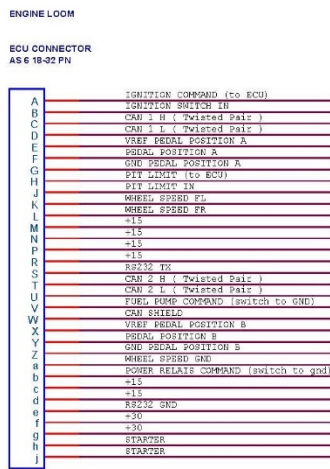 ENGINE LOOM
ECU CONNECTOR
AS 6 18-32 PN
A IGNITION COMMAND (to ECU)
B IGNITION SWITCH IN
C CAN 1 H ( Twisted Pair )
D CAN 1 L ( Twisted Pair )
E VREF PEDAL POSITION A
F PEDAL POSITION A
G GND PEDAL POSITION A
H PIT LIMIT (to ECU)
J PIT LIMIT IN
K WHEEL SPEED FL
L WHEEL SPEED FR
M +15
N +15
P +15
R +15
S RS232 TX
T CAN 2 H ( Twisted Pair )
U CAN 2 L ( Twisted Pair )
V FUEL PUMP COMMAND (switch to GND)
W CAN SHIELD
X VREF PEDAL POSITION B
Y PEDAL POSITION B
Z GND PEDAL POSITION B
a WHEEL SPEED GND
b POWER RELAIS COMMAND (switch to gnd)
c +15
d +15
e RS232 GND
f +30
g +30
h STARTER
j STARTER